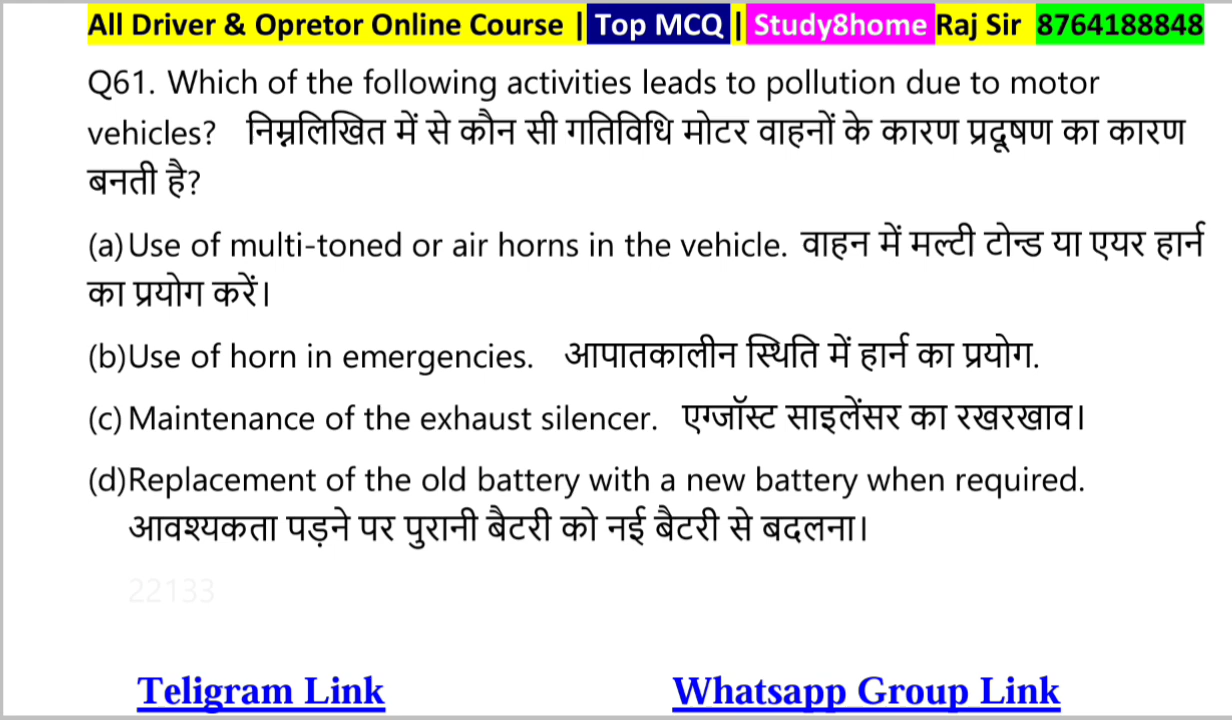 All Driver & Opretor Online Course | Top MCQ | Study8home Raj Sir 8764188848
Q61. Which of the following activities leads to pollution due to motor
vehicles? निम्नलिखित में से कौन सी गतिविधि मोटर वाहनों के कारण प्रदूषण का कारण
बनती है?
(a) Use of multi-toned or air horns in the vehicle. वाहन में मल्टी टोन्ड या एयर हार्न
का प्रयोग करें।
(b)Use of horn in emergencies. आपातकालीन स्थिति में हार्न का प्रयोग.
(c) Maintenance of the exhaust silencer. एग्जॉस्ट साइलेंसर का रखरखाव।
(d)Replacement of the old battery with a new battery when required.
आवश्यकता पड़ने पर पुरानी बैटरी को नई बैटरी से बदलना।
22133
Teligram Link Whatsapp Group Link